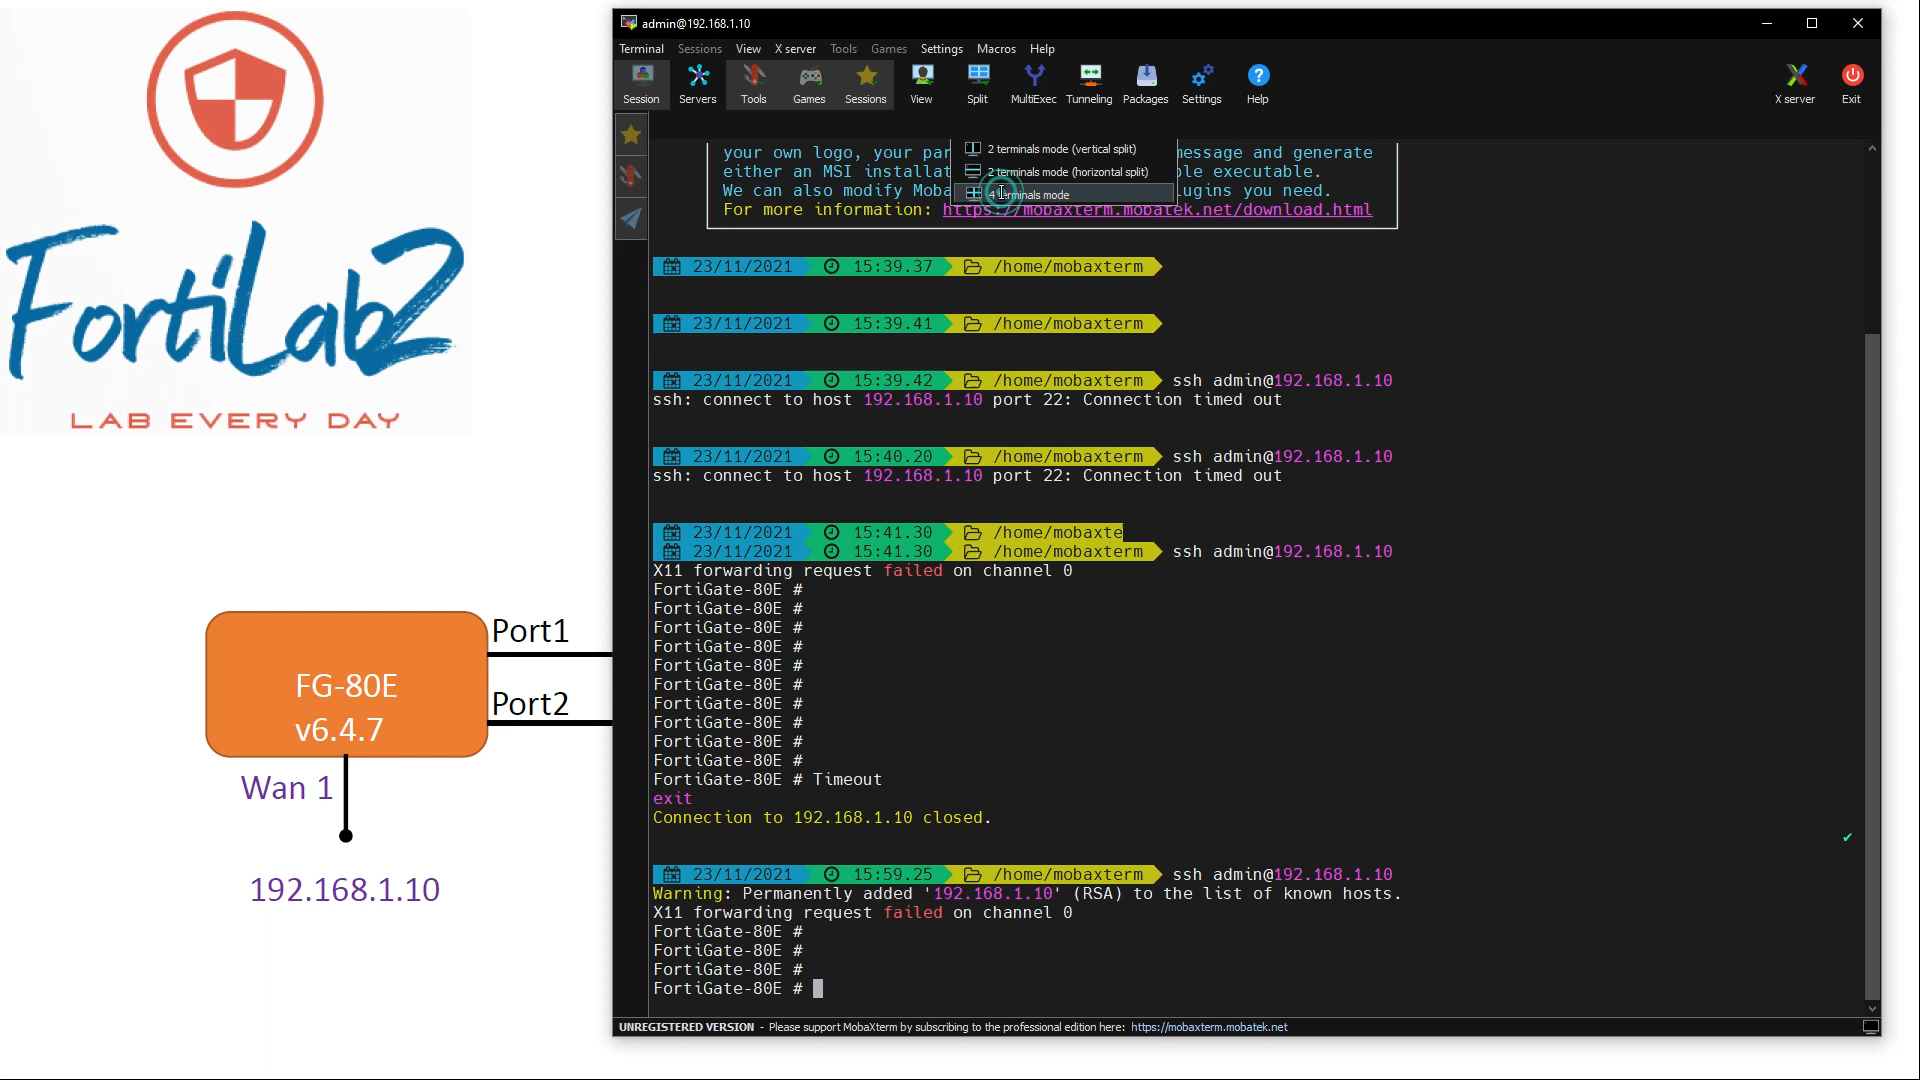 FortiLab2
LAB EVERY DAY
FG-80E
v6.4.7
Port1
Port2
Wan 1
192.168.1.10
admin@192.168.1.10
Terminal Sessions View X server Tools Games Settings Macros Help
Session Servers Tools Games Sessions View Split MultiExec Tunneling Packages Settings Help X server Exit
2 terminals mode (vertical split)
2 terminals mode (horizontal split)
4 terminals mode
your own logo, your par message and generate
either an MSI installat ble executable.
We can also modify Moba lugins you need.
For more information: https://mobaxterm.mobatek.net/download.html
23/11/2021 15:39.37 /home/mobaxterm
23/11/2021 15:39.41 /home/mobaxterm
23/11/2021 15:39.42 /home/mobaxterm ssh admin@192.168.1.10
ssh: connect to host 192.168.1.10 port 22: Connection timed out
23/11/2021 15:40.20 /home/mobaxterm ssh admin@192.168.1.10
ssh: connect to host 192.168.1.10 port 22: Connection timed out
23/11/2021 15:41.30 /home/mobaxte
23/11/2021 15:41.30 /home/mobaxterm ssh admin@192.168.1.10
X11 forwarding request failed on channel 0
FortiGate-80E #
FortiGate-80E #
FortiGate-80E #
FortiGate-80E #
FortiGate-80E #
FortiGate-80E #
FortiGate-80E #
FortiGate-80E #
FortiGate-80E #
FortiGate-80E #
FortiGate-80E # Timeout
exit
Connection to 192.168.1.10 closed.
23/11/2021 15:59.25 /home/mobaxterm ssh admin@192.168.1.10
Warning: Permanently added '192.168.1.10' (RSA) to the list of known hosts.
X11 forwarding request failed on channel 0
FortiGate-80E #
FortiGate-80E #
FortiGate-80E #
FortiGate-80E #
UNREGISTERED VERSION - Please support MobaXterm by subscribing to the professional edition here: https://mobaxterm.mobatek.net